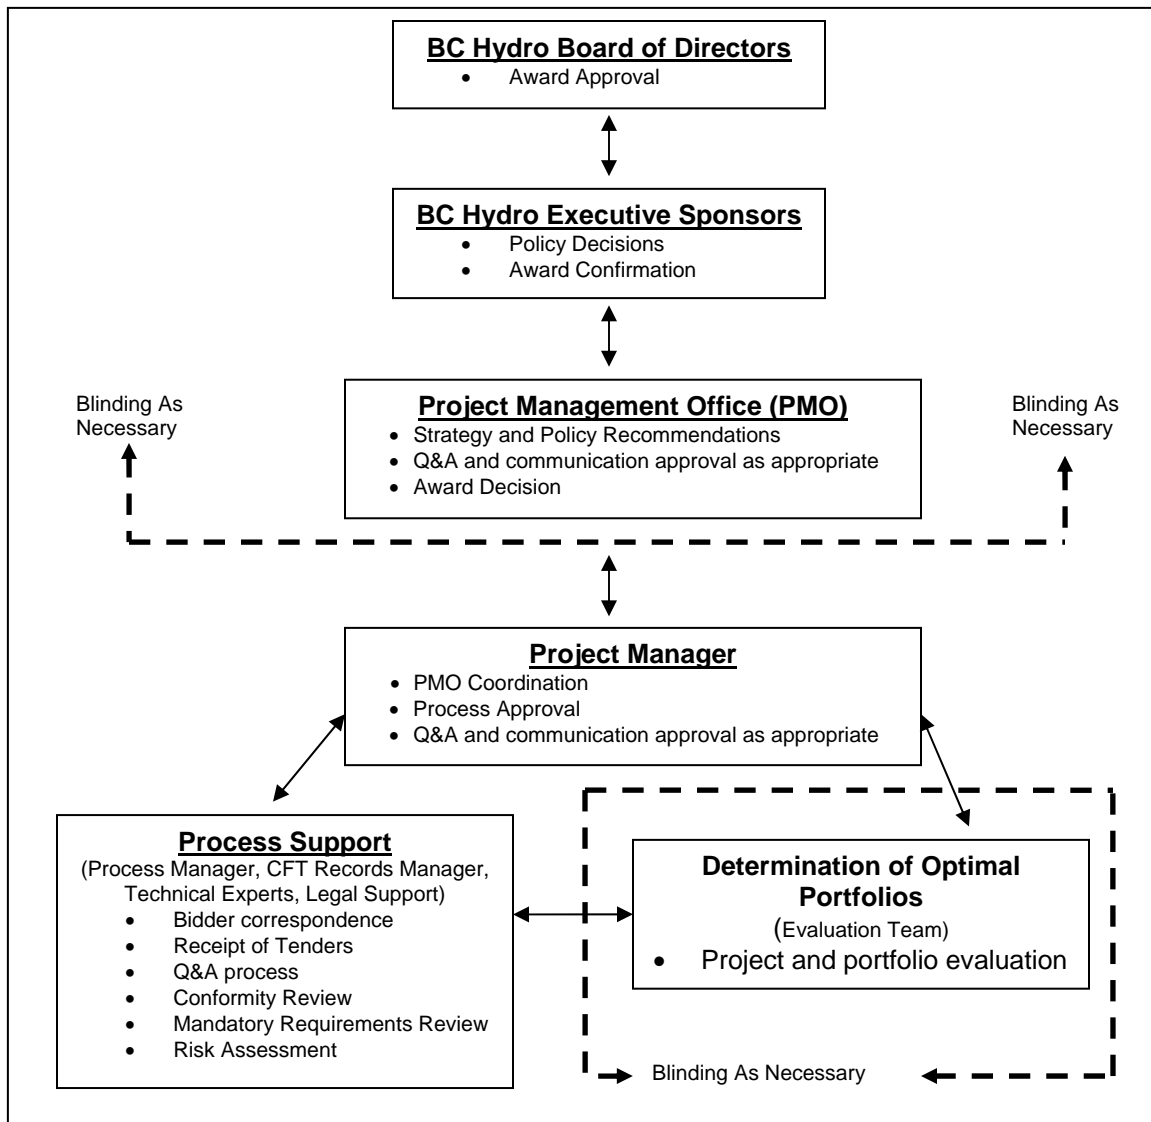 BC Hydro Board of Directors
• Award Approval
BC Hydro Executive Sponsors
• Policy Decisions
• Award Confirmation
Blinding As
Necessary
Project Management Office (PMO)
• Strategy and Policy Recommendations
• Q&A and communication approval as appropriate
• Award Decision
Blinding As
Necessary
Project Manager
• PMO Coordination
• Process Approval
• Q&A and communication approval as appropriate
Process Support
(Process Manager, CFT Records Manager,
Technical Experts, Legal Support)
• Bidder correspondence
• Receipt of Tenders
• Q&A process
• Conformity Review
• Mandatory Requirements Review
• Risk Assessment
Determination of Optimal
Portfolios
(Evaluation Team)
• Project and portfolio evaluation
Blinding As Necessary